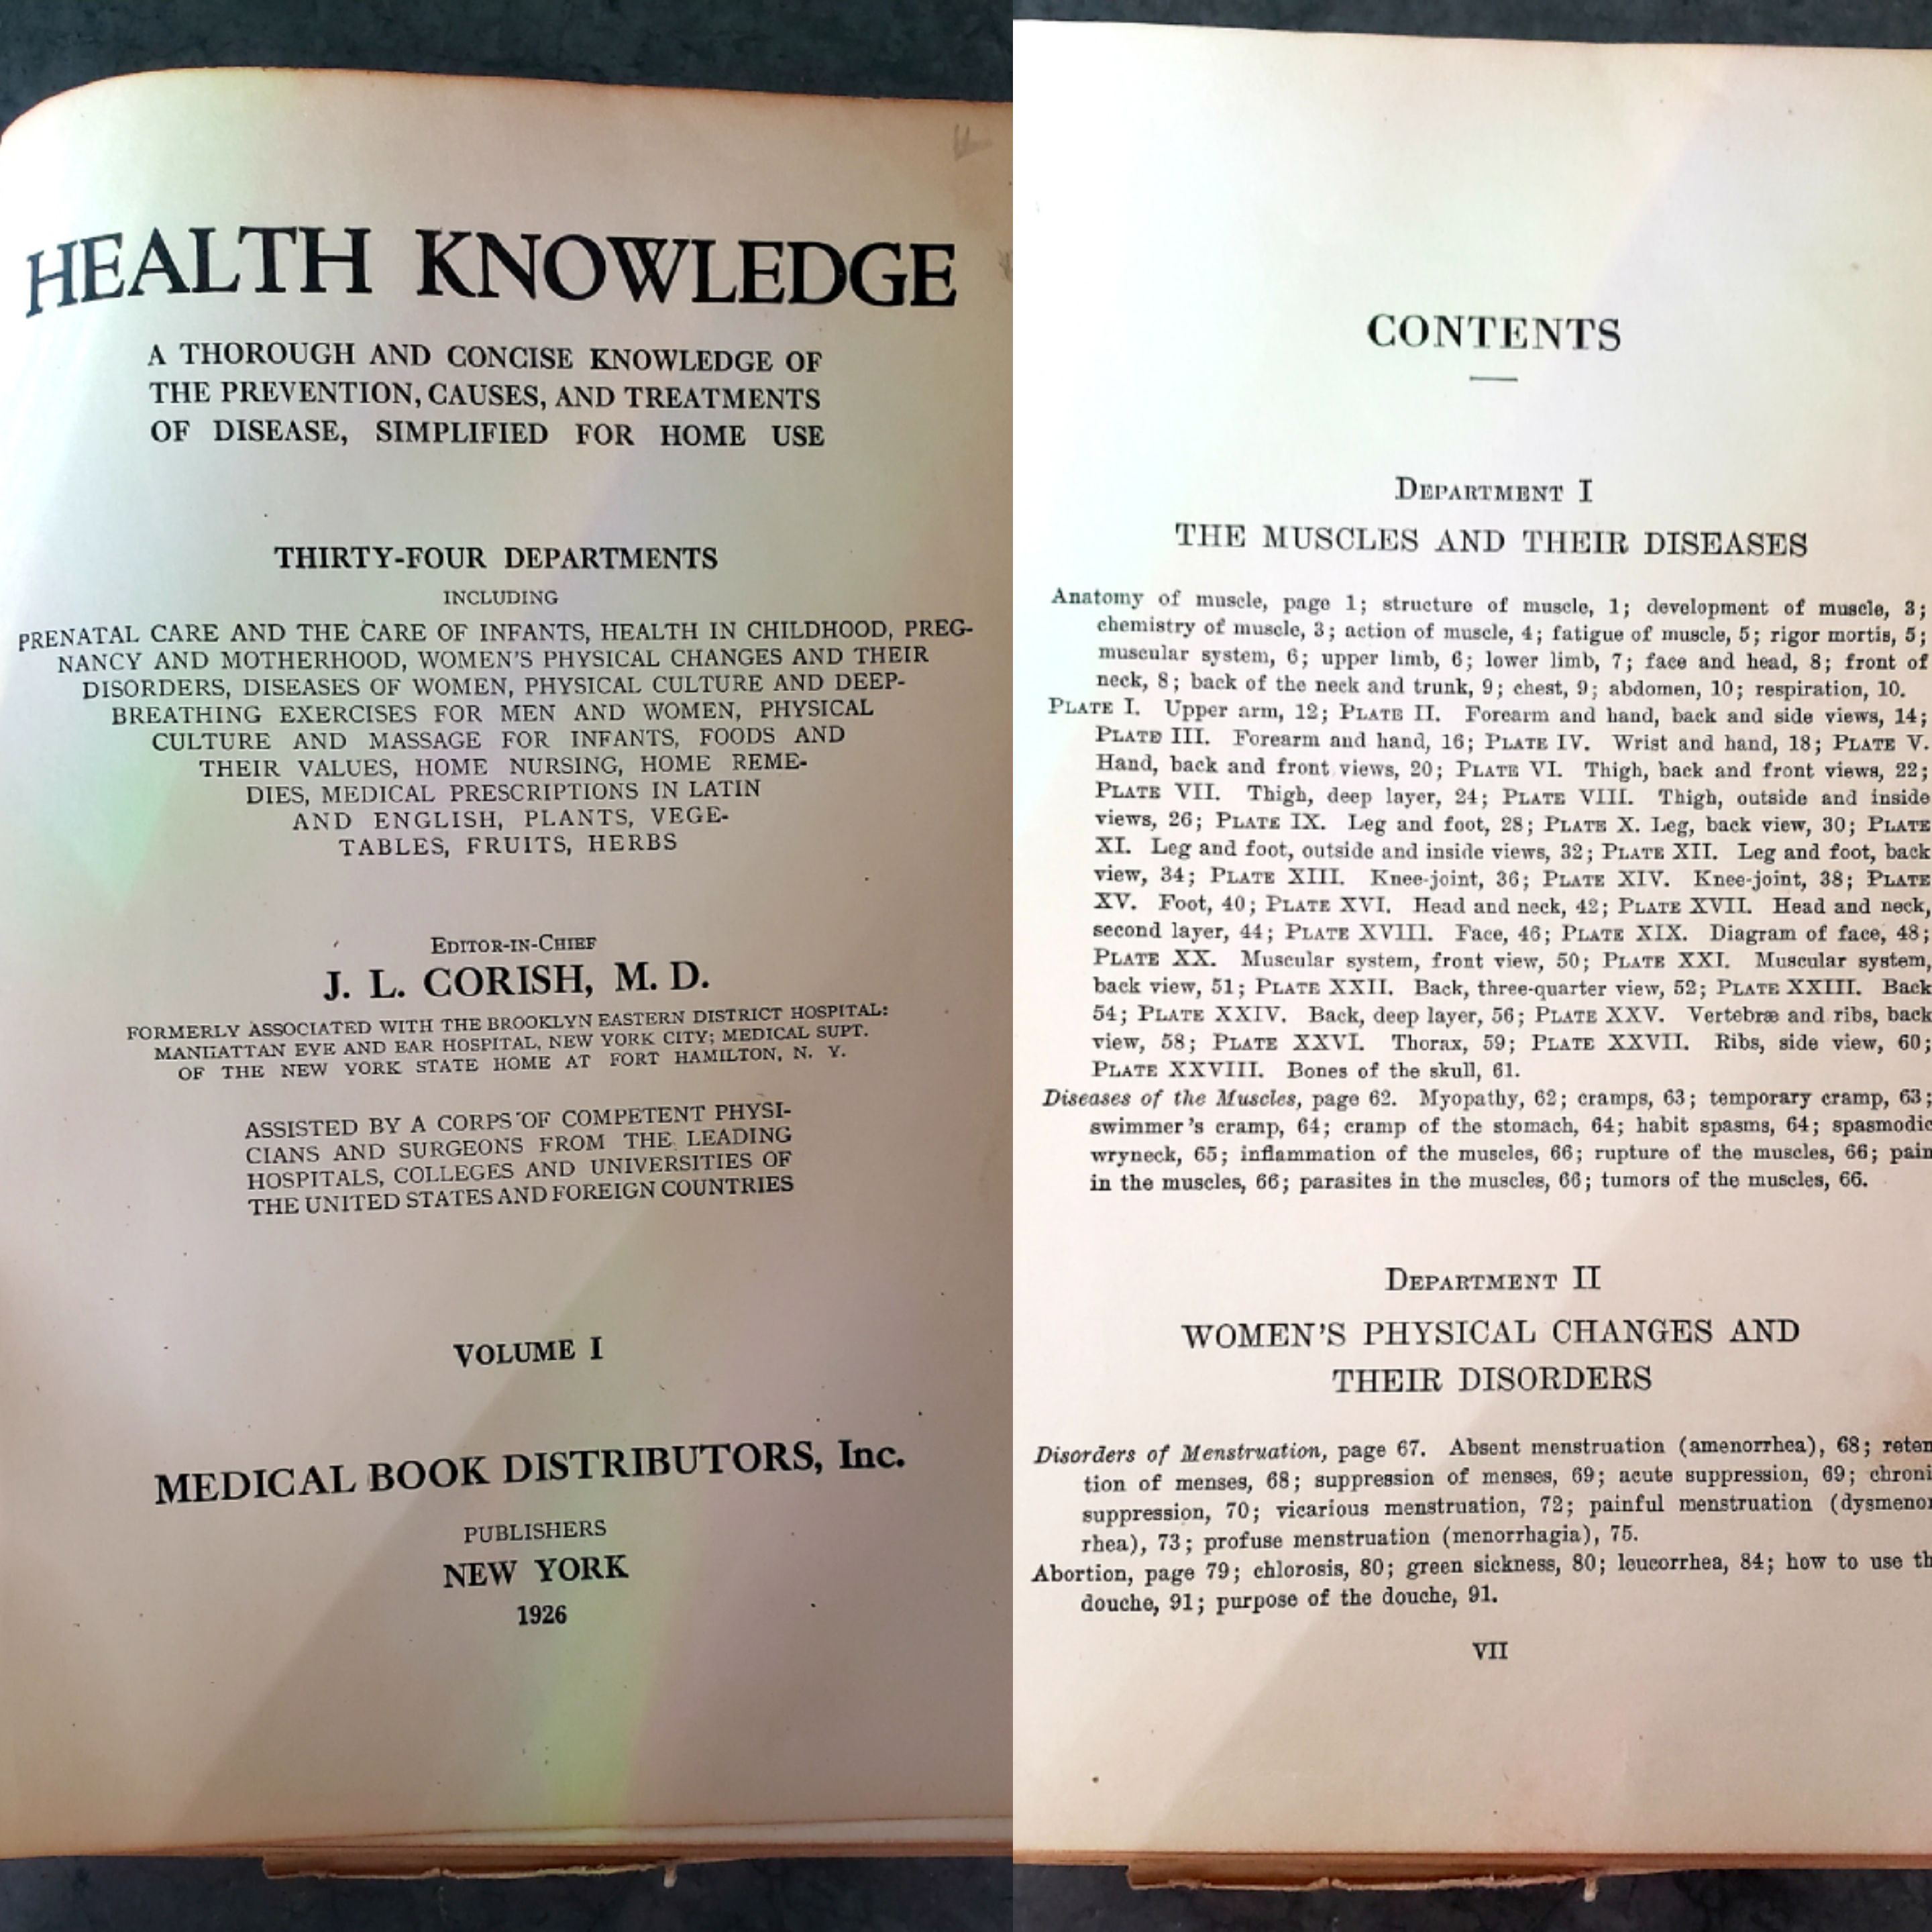 HEALTH KNOWLEDGE
A THOROUGH AND CONCISE KNOWLEDGE OF
THE PREVENTION, CAUSES, AND TREATMENTS
OF DISEASE, SIMPLIFIED FOR HOME USE
THIRTY-FOUR DEPARTMENTS
INCLUDING
PRENATAL CARE AND THE CARE OF INFANTS, HEALTH IN CHILDHOOD, PREG-
NANCY AND MOTHERHOOD, WOMEN'S PHYSICAL CHANGES AND THEIR
DISORDERS, DISEASES OF WOMEN, PHYSICAL CULTURE AND DEEP-
BREATHING EXERCISES FOR MEN AND WOMEN, PHYSICAL
CULTURE AND MASSAGE FOR INFANTS, FOODS AND
THEIR VALUES, HOME NURSING, HOME REME-
DIES, MEDICAL PRESCRIPTIONS IN LATIN
AND ENGLISH, PLANTS, VEGE-
TABLES, FRUITS, HERBS
EDITOR-IN-CHIEF
J. L. CORISH, M. D.
FORMERLY ASSOCIATED WITH THE BROOKLYN EASTERN DISTRICT HOSPITAL:
MANHATTAN EYE AND EAR HOSPITAL, NEW YORK CITY; MEDICAL SUPT.
OF THE NEW YORK STATE HOME AT FORT HAMILTON, N. Y.
ASSISTED BY A CORPS OF COMPETENT PHYSI-
CIANS AND SURGEONS FROM THE LEADING
HOSPITALS, COLLEGES AND UNIVERSITIES OF
THE UNITED STATES AND FOREIGN COUNTRIES
VOLUME I
MEDICAL BOOK DISTRIBUTORS, Inc.
PUBLISHERS
NEW YORK
1926
CONTENTS
DEPARTMENT I
THE MUSCLES AND THEIR DISEASES
Anatomy of muscle, page 1; structure of muscle, 1; development of muscle, 3;
chemistry of muscle, 3; action of muscle, 4; fatigue of muscle, 5; rigor mortis, 5;
muscular system, 6; upper limb, 6; lower limb, 7; face and head, 8; front of
neck, 8; back of the neck and trunk, 9; chest, 9; abdomen, 10; respiration, 10.
PLATE I. Upper arm, 12; PLATE II. Forearm and hand, back and side views, 14;
PLATE III. Forearm and hand, 16; PLATE IV. Wrist and hand, 18; PLATE V.
Hand, back and front views, 20; PLATE VI. Thigh, back and front views, 22;
PLATE VII. Thigh, deep layer, 24; PLATE VIII. Thigh, outside and inside
views, 26; PLATE IX. Leg and foot, 28; PLATE X. Leg, back view, 30; PLATE
XI. Leg and foot, outside and inside views, 32; PLATE XII. Leg and foot, back
view, 34; PLATE XIII. Knee-joint, 36; PLATE XIV. Knee-joint, 38; PLATE
XV. Foot, 40; PLATE XVI. Head and neck, 42; PLATE XVII. Head and neck,
second layer, 44; PLATE XVIII. Face, 46; PLATE XIX. Diagram of face, 48;
PLATE XX. Muscular system, front view, 50; PLATE XXI. Muscular system,
back view, 51; PLATE XXII. Back, three-quarter view, 52; PLATE XXIII. Back
54; PLATE XXIV. Back, deep layer, 56; PLATE XXV. Vertebræ and ribs, back
view, 58; PLATE XXVI. Thorax, 59; PLATE XXVII. Ribs, side view, 60;
PLATE XXVIII. Bones of the skull, 61.
Diseases of the Muscles, page 62. Myopathy, 62; cramps, 63; temporary cramp, 63;
swimmer's cramp, 64; cramp of the stomach, 64; habit spasms, 64; spasmodic
wryneck, 65; inflammation of the muscles, 66; rupture of the muscles, 66; pain
in the muscles, 66; parasites in the muscles, 66; tumors of the muscles, 66.
DEPARTMENT II
WOMEN'S PHYSICAL CHANGES AND
THEIR DISORDERS
Disorders of Menstruation, page 67. Absent menstruation (amenorrhea), 68; reten
tion of menses, 68; suppression of menses, 69; acute suppression, 69; chroni
suppression, 70; vicarious menstruation, 72; painful menstruation (dysmenor
rhea), 73; profuse menstruation (menorrhagia), 75.
Abortion, page 79; chlorosis, 80; green sickness, 80; leucorrhea, 84; how to use th
douche, 91; purpose of the douche, 91.
VII